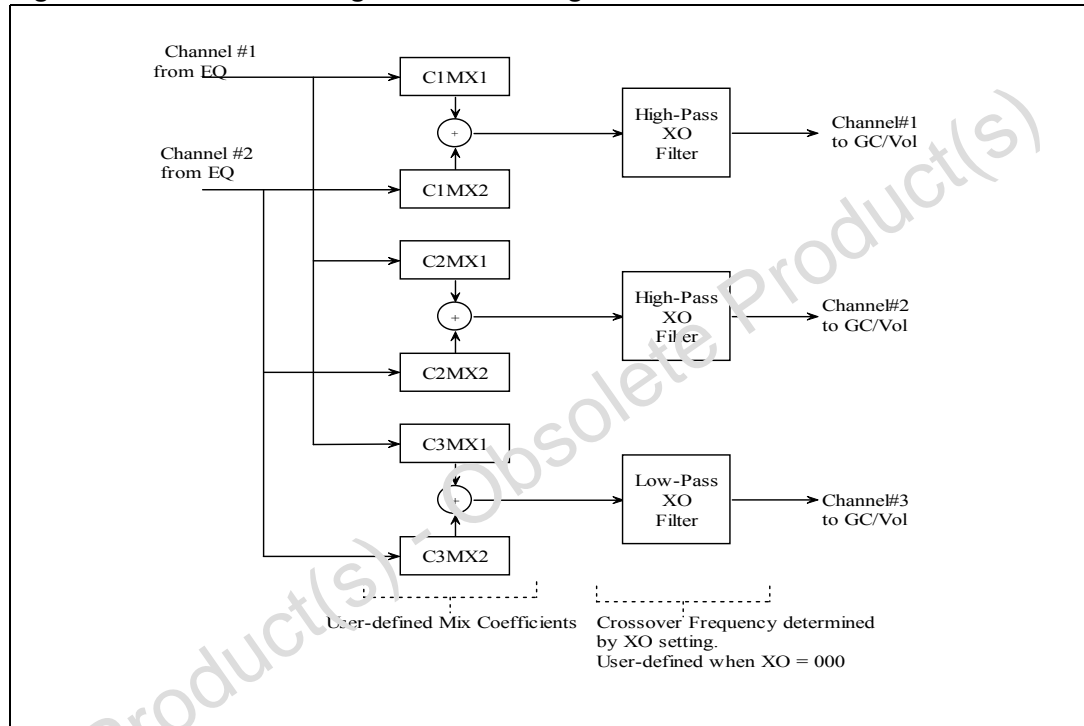 Channel #1
from EQ
C1MX1
+
High-Pass
XO
Filter
Channel#1
to GC/Vol
Channel #2
from EQ
C1MX2
C2MX1
+
High-Pass
XO
Filter
Channel#2
to GC/Vol
C2MX2
C3MX1
+
Low-Pass
XO
Filter
Channel#3
to GC/Vol
C3MX2
User-defined Mix Coefficients
Crossover Frequency determined
by XO setting.
User-defined when XO = 000
Product(s) - Obsolete Product(s)